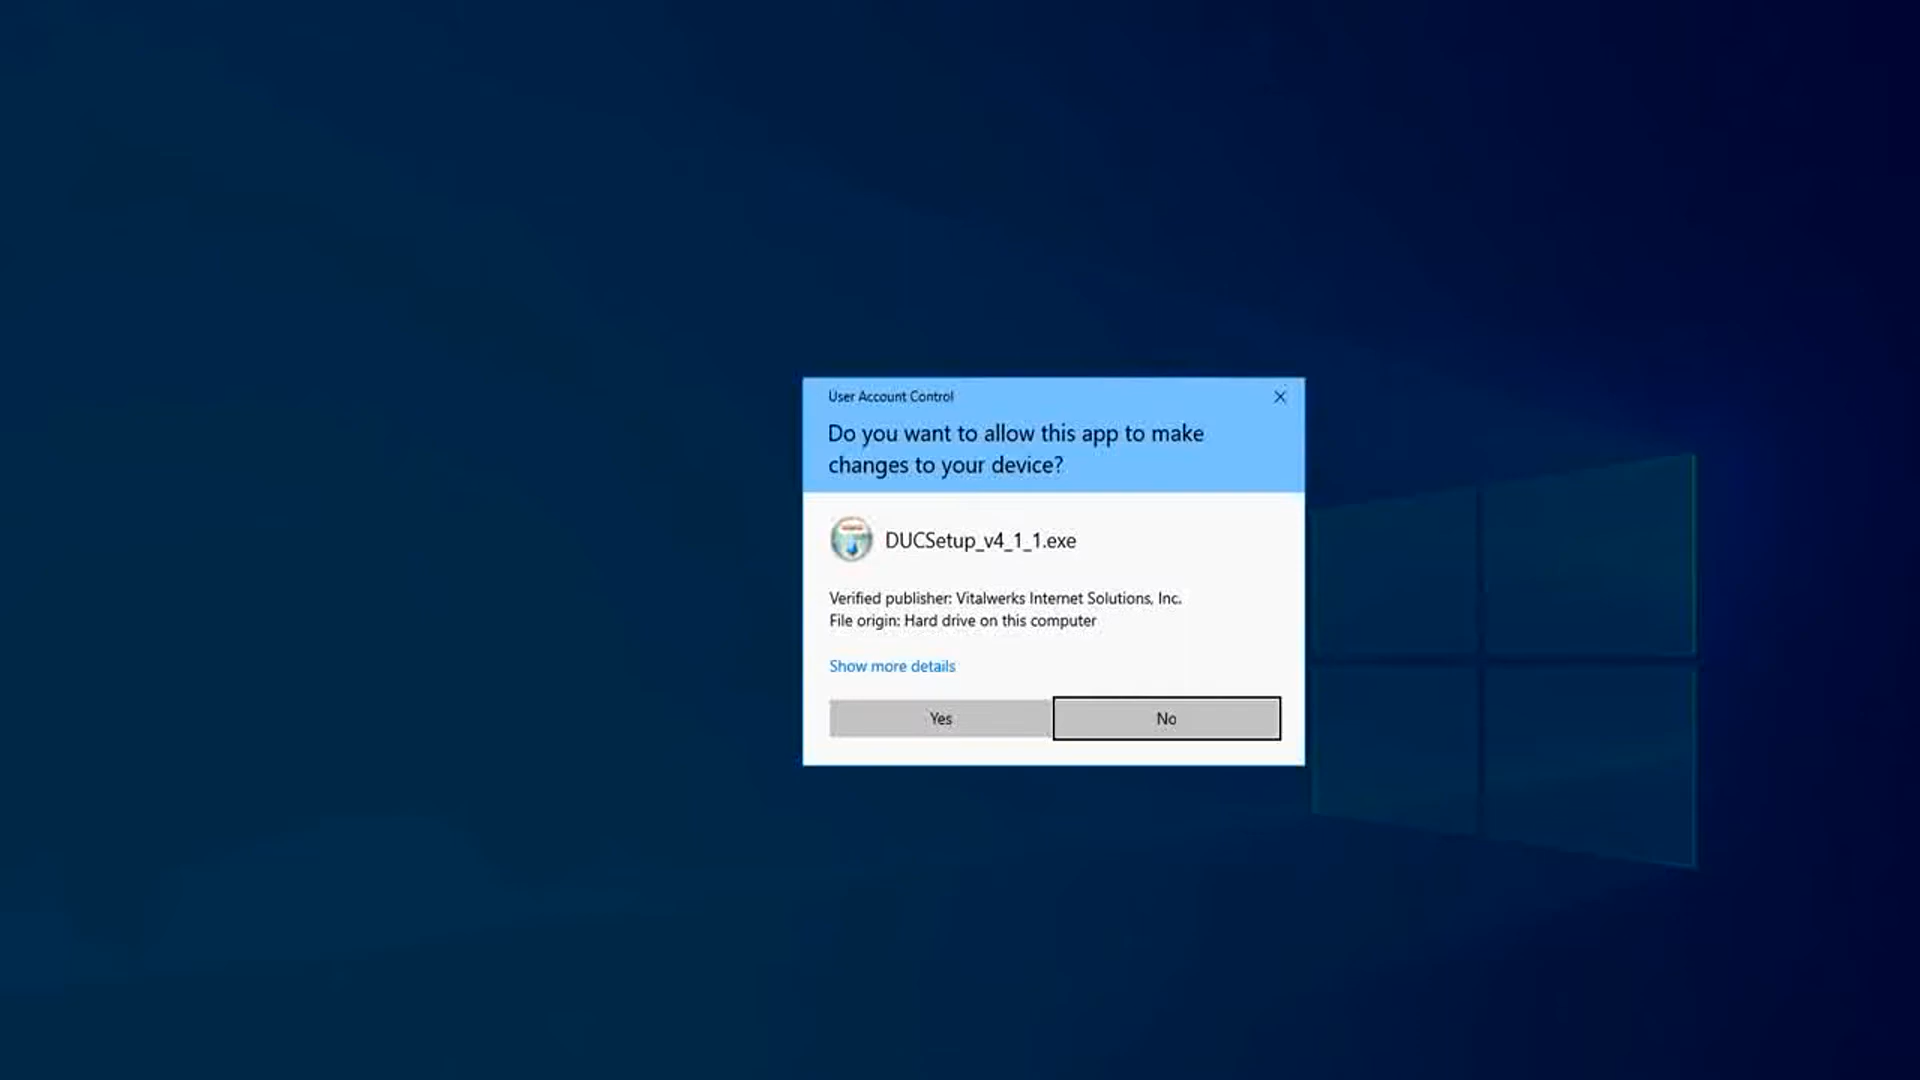 User Account Control
Do you want to allow this app to make
changes to your device?
DUCSetup_v4_1_1.exe
Verified publisher: Vitalwerks Internet Solutions, Inc.
File origin: Hard drive on this computer
Show more details
Yes
No